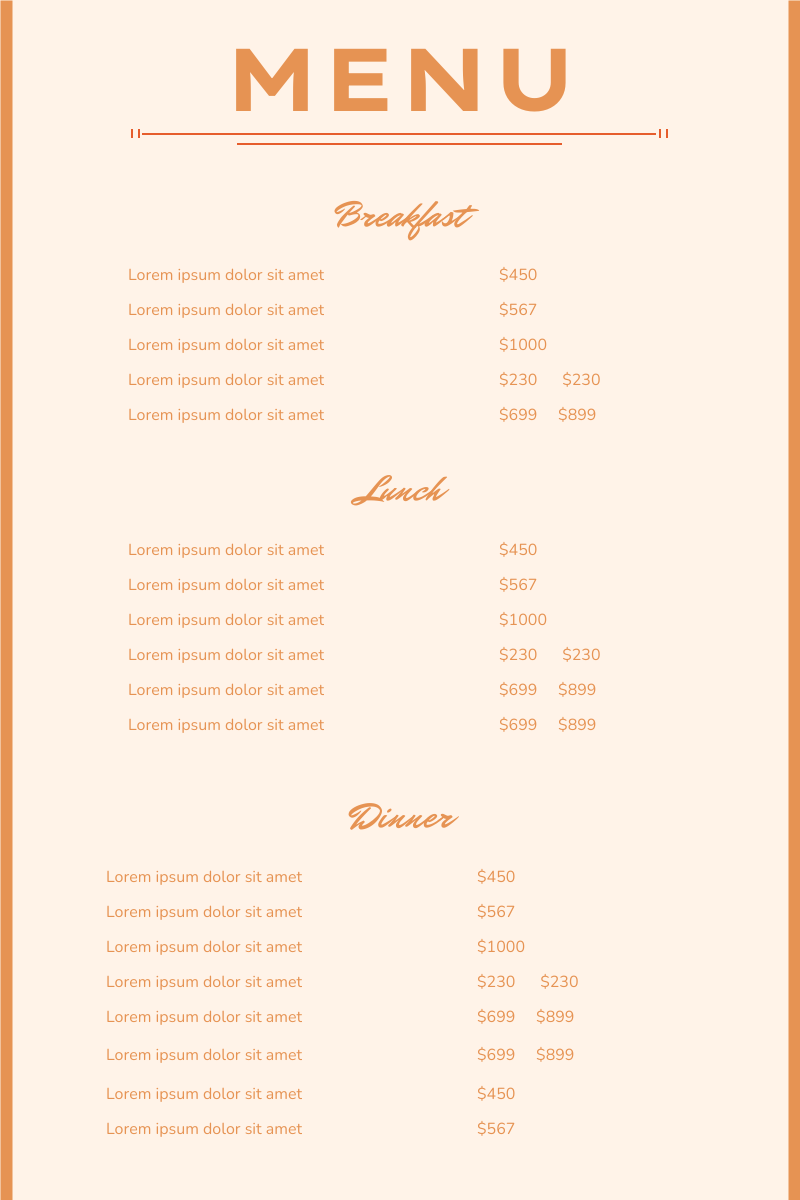 MENU
Breakfast
Lorem ipsum dolor sit amet $450
Lorem ipsum dolor sit amet $567
Lorem ipsum dolor sit amet $1000
Lorem ipsum dolor sit amet $230 $230
Lorem ipsum dolor sit amet $699 $899
Lunch
Lorem ipsum dolor sit amet $450
Lorem ipsum dolor sit amet $567
Lorem ipsum dolor sit amet $1000
Lorem ipsum dolor sit amet $230 $230
Lorem ipsum dolor sit amet $699 $899
Lorem ipsum dolor sit amet $699 $899
Dinner
Lorem ipsum dolor sit amet $450
Lorem ipsum dolor sit amet $567
Lorem ipsum dolor sit amet $1000
Lorem ipsum dolor sit amet $230 $230
Lorem ipsum dolor sit amet $699 $899
Lorem ipsum dolor sit amet $699 $899
Lorem ipsum dolor sit amet $450
Lorem ipsum dolor sit amet $567